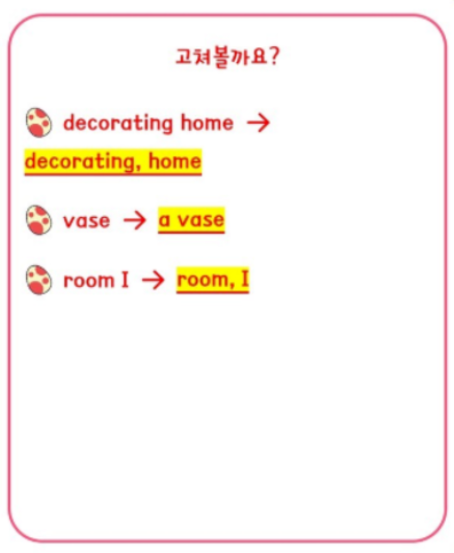 고쳐볼까요?
decorating home →
decorating, home
vase → a vase
room I → room, I